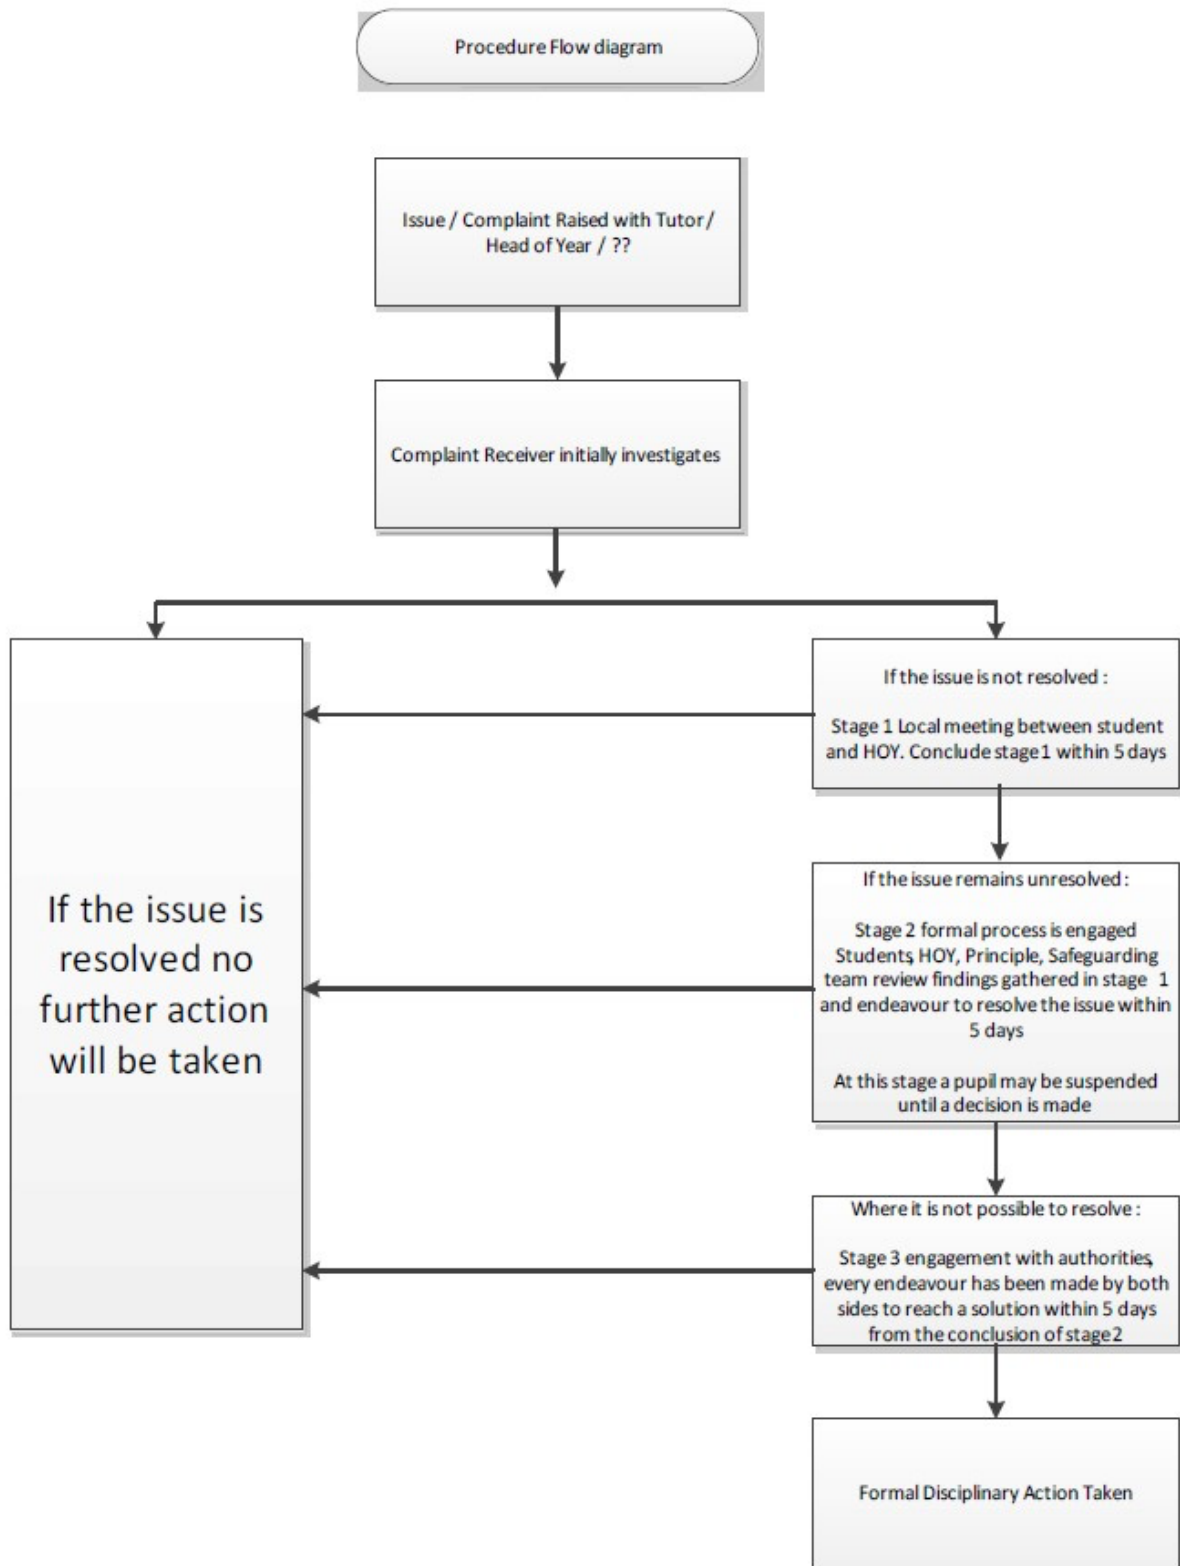 Procedure Flow diagram
Issue / Complaint Raised with Tutor /
Head of Year / ??
Complaint Receiver initially investigates
If the issue is
resolved no
further action
will be taken
If the issue is not resolved :
Stage 1 Local meeting between student
and HOY. Conclude stage 1 within 5 days
If the issue remains unresolved :
Stage 2 formal process is engaged
Students, HOY, Principle, Safeguarding
team review findings gathered in stage 1
and endeavour to resolve the issue within
5 days
At this stage a pupil may be suspended
until a decision is made
Where it is not possible to resolve :
Stage 3 engagement with authorities,
every endeavour has been made by both
sides to reach a solution within 5 days
from the conclusion of stage 2
Formal Disciplinary Action Taken